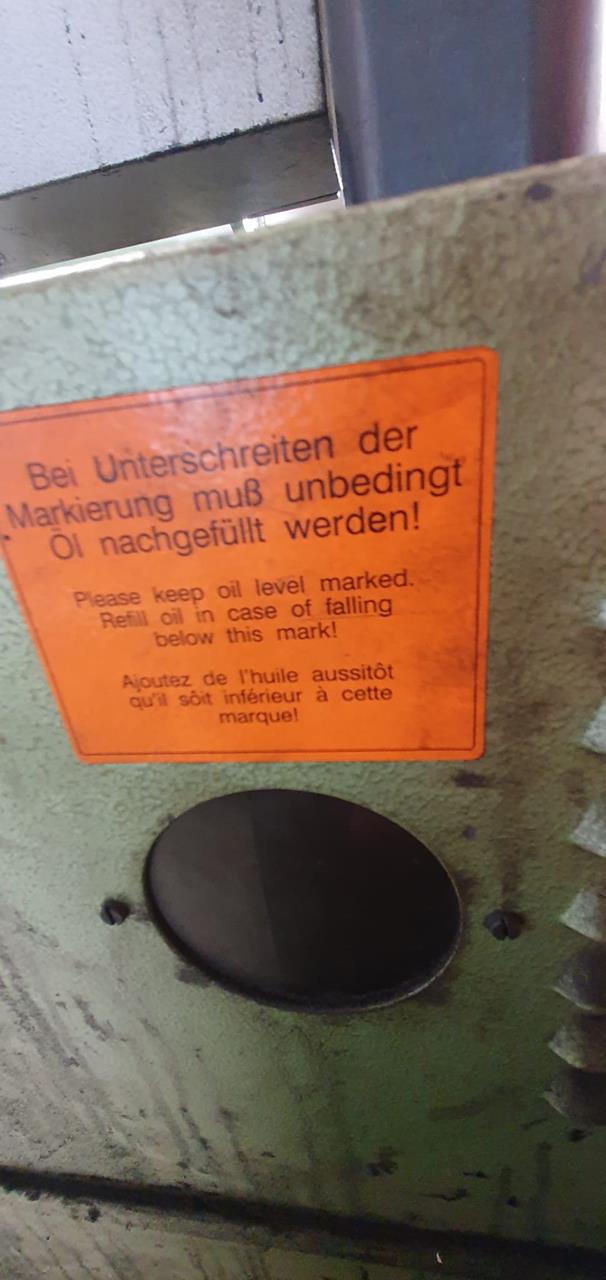 Bei Unterschreiten der
Markierung muß unbedingt
Öl nachgefüllt werden!
Please keep oil level marked.
Refill oil in case of falling
below this mark!
Ajoutez de l'huile aussitôt
qu'il sôit inférieur à cette
marque!